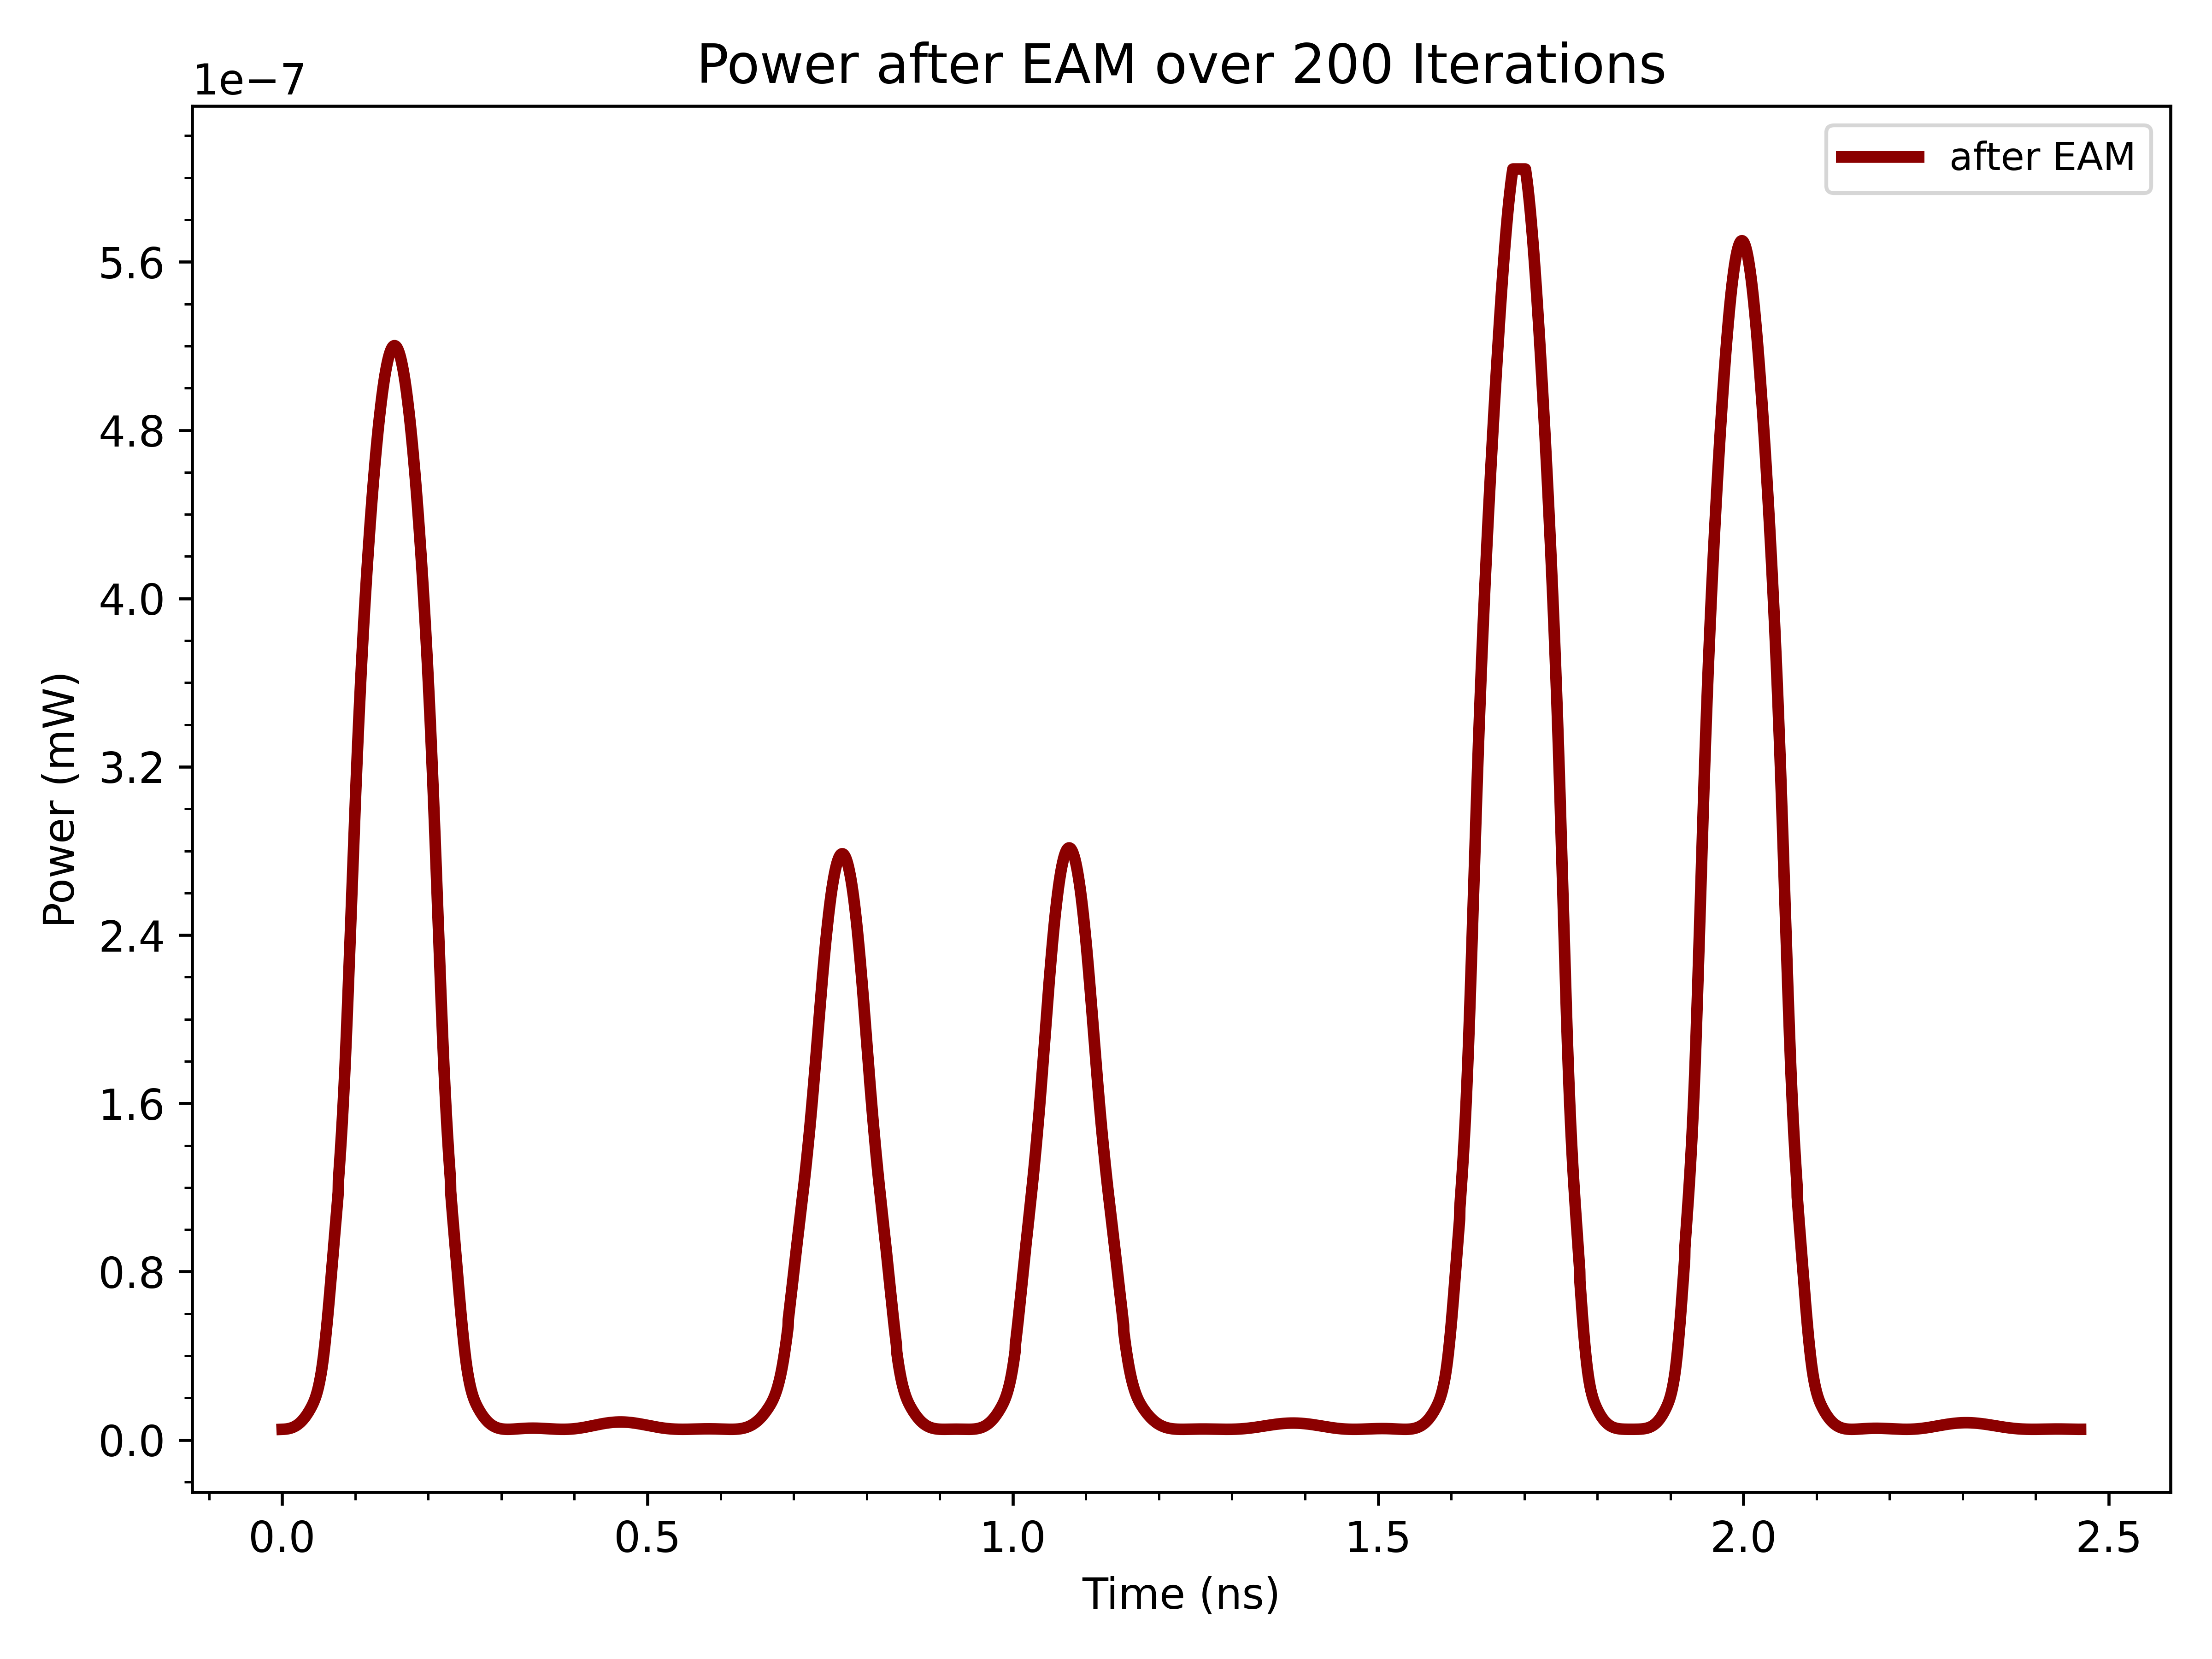 Power after EAM over 200 Iterations
1e−7
after EAM
5.6
4.8
4.0
3.2
2.4
1.6
0.8
0.0
Power (mW)
0.0 0.5 1.0 1.5 2.0 2.5
Time (ns)